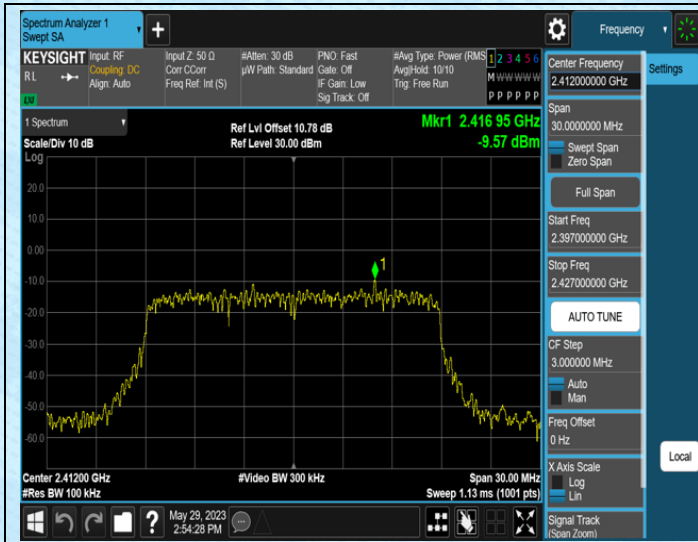 Spectrum Analyzer 1
Swept SA
KEYSIGHT
RL
LXI
Input: RF
Coupling: DC
Align: Auto
Input Z: 50 Ω
Corr CCorr
Freq Ref: Int (S)
#Atten: 30 dB
µW Path: Standard
PNO: Fast
Gate: Off
IF Gain: Low
Sig Track: Off
#Avg Type: Power (RMS
Avg|Hold: 10/10
Trig: Free Run
1 2 3 4 5 6
M W W W W W
P P P P P P
1 Spectrum
Scale/Div 10 dB
Ref Lvl Offset 10.78 dB
Ref Level 30.00 dBm
Mkr1 2.416 95 GHz
-9.57 dBm
Log
20.0
10.0
0.00
-10.0
-20.0
-30.0
-40.0
-50.0
-60.0
1
Center 2.41200 GHz
#Res BW 100 kHz
#Video BW 300 kHz
Span 30.00 MHz
Sweep 1.13 ms (1001 pts)
?
May 29, 2023
2:54:28 PM
Frequency
Settings
Center Frequency
2.412000000 GHz
Span
30.0000000 MHz
Swept Span
Zero Span
Full Span
Start Freq
2.397000000 GHz
Stop Freq
2.427000000 GHz
AUTO TUNE
CF Step
3.000000 MHz
Auto
Man
Freq Offset
0 Hz
X Axis Scale
Log
Lin
Signal Track
(Span Zoom)
Local